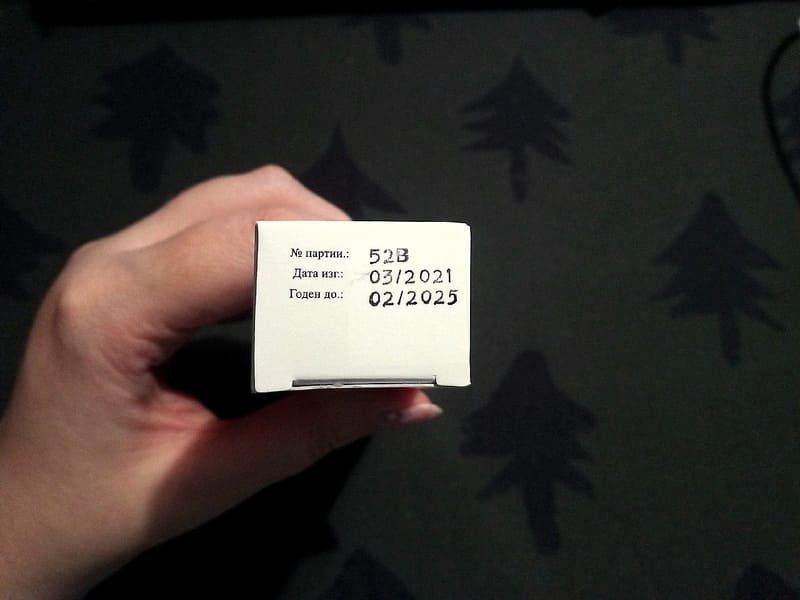 № партии.: 52B
Дата изг.: 03/2021
Годен до.: 02/2025